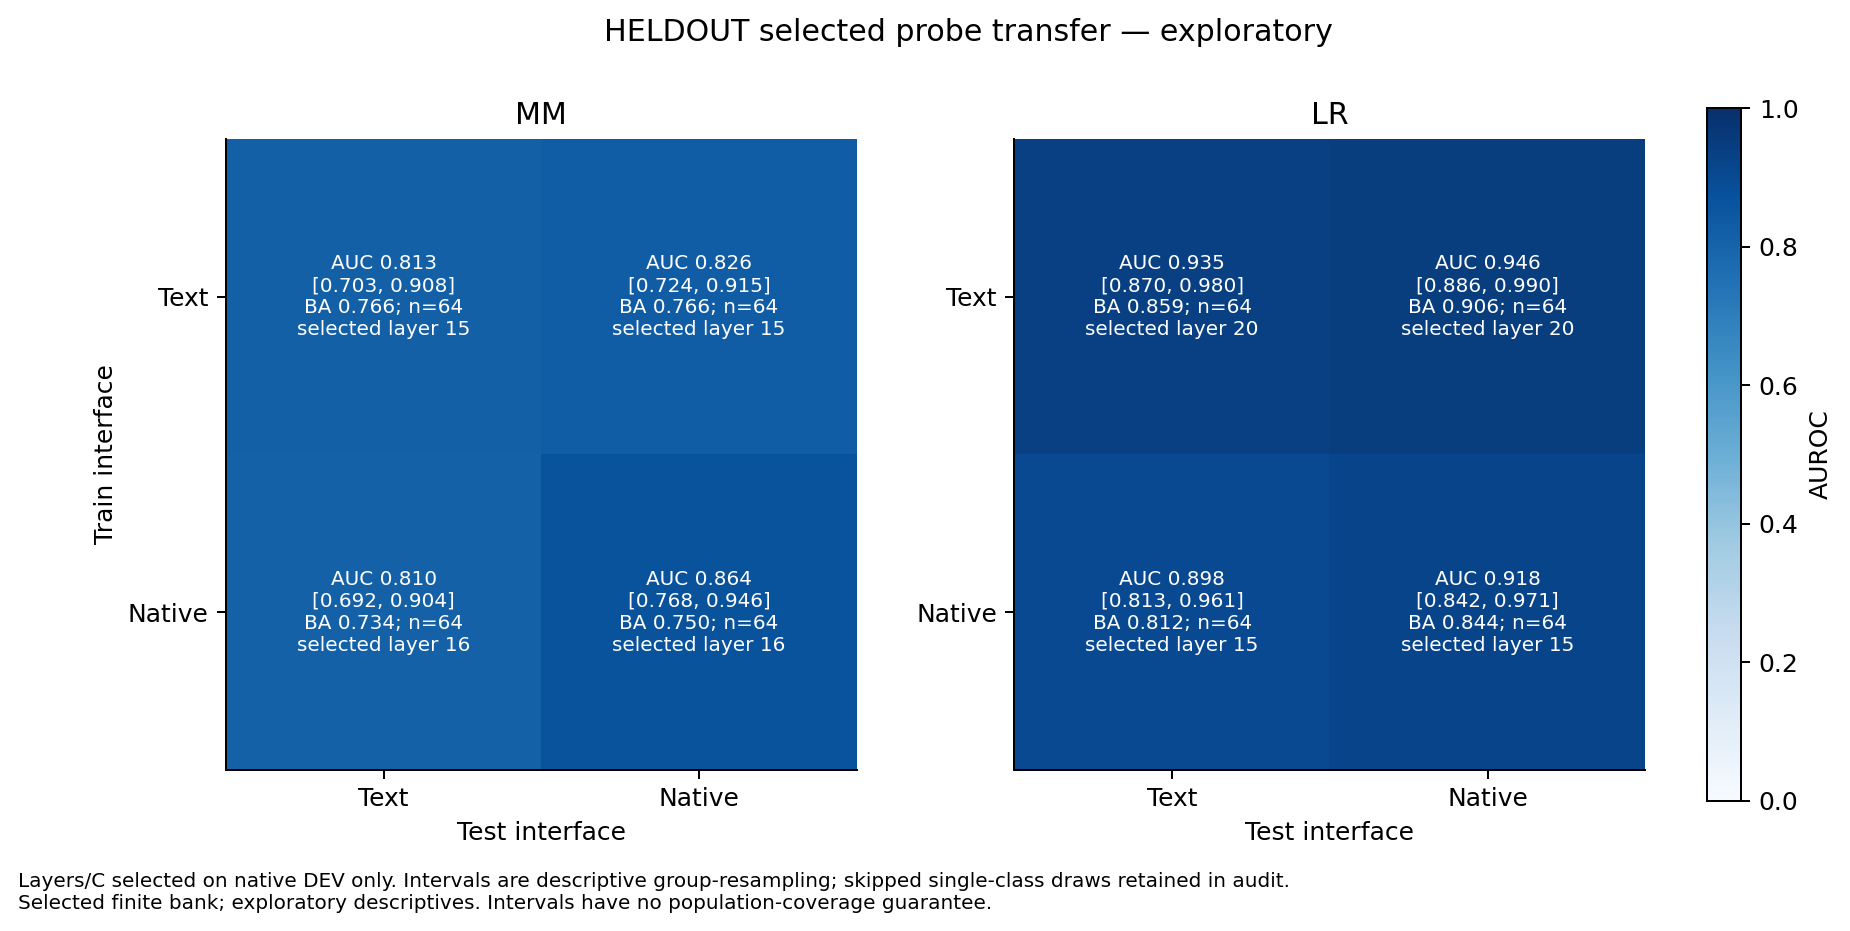 HELDOUT selected probe transfer — exploratory
MM
LR
Train interface
Text
Native
AUC 0.813
[0.703, 0.908]
BA 0.766; n=64
selected layer 15
AUC 0.826
[0.724, 0.915]
BA 0.766; n=64
selected layer 15
AUC 0.810
[0.692, 0.904]
BA 0.734; n=64
selected layer 16
AUC 0.864
[0.768, 0.946]
BA 0.750; n=64
selected layer 16
Text
Native
Test interface
Text
Native
AUC 0.935
[0.870, 0.980]
BA 0.859; n=64
selected layer 20
AUC 0.946
[0.886, 0.990]
BA 0.906; n=64
selected layer 20
AUC 0.898
[0.813, 0.961]
BA 0.812; n=64
selected layer 15
AUC 0.918
[0.842, 0.971]
BA 0.844; n=64
selected layer 15
Text
Native
Test interface
1.0
0.8
0.6
0.4
0.2
0.0
AUROC
Layers/C selected on native DEV only. Intervals are descriptive group-resampling; skipped single-class draws retained in audit.
Selected finite bank; exploratory descriptives. Intervals have no population-coverage guarantee.